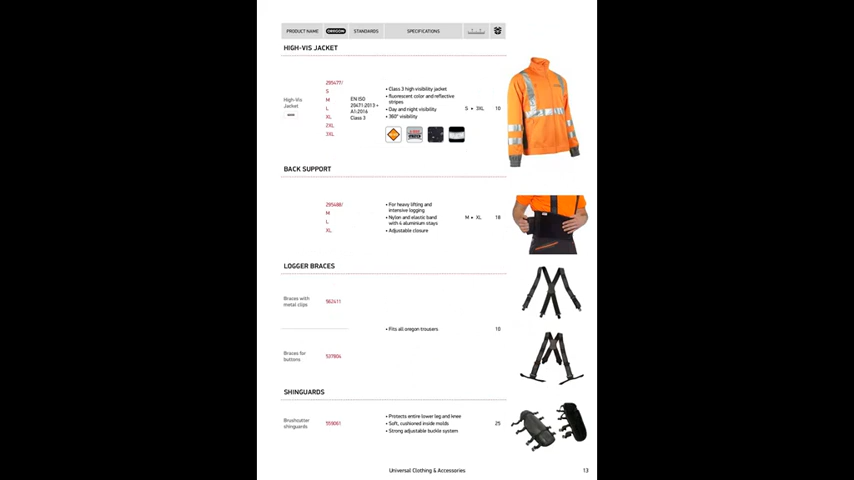 PRODUCT NAME OREGON STANDARDS SPECIFICATIONS
HIGH-VIS JACKET
High-Vis
Jacket
NEW
295477/
S
M
L
XL
2XL
3XL
EN ISO
20471:2013 +
A1:2016
Class 3
• Class 3 high visibility jacket
• fluorescent color and reflective
stripes
• Day and night visibility
• 360° visibility
S ▸ 3XL
10
BACK SUPPORT
295488/
M
L
XL
• For heavy lifting and
intensive logging
• Nylon and elastic band
with 4 aluminium stays
• Adjustable closure
M ▸ XL
18
LOGGER BRACES
Braces with
metal clips
562411
• Fits all oregon trousers
10
Braces for
buttons
537804
SHINGUARDS
Brushcutter
shinguards
559061
• Protects entire lower leg and knee
• Soft, cushioned inside molds
• Strong adjustable buckle system
25
Universal Clothing & Accessories
13